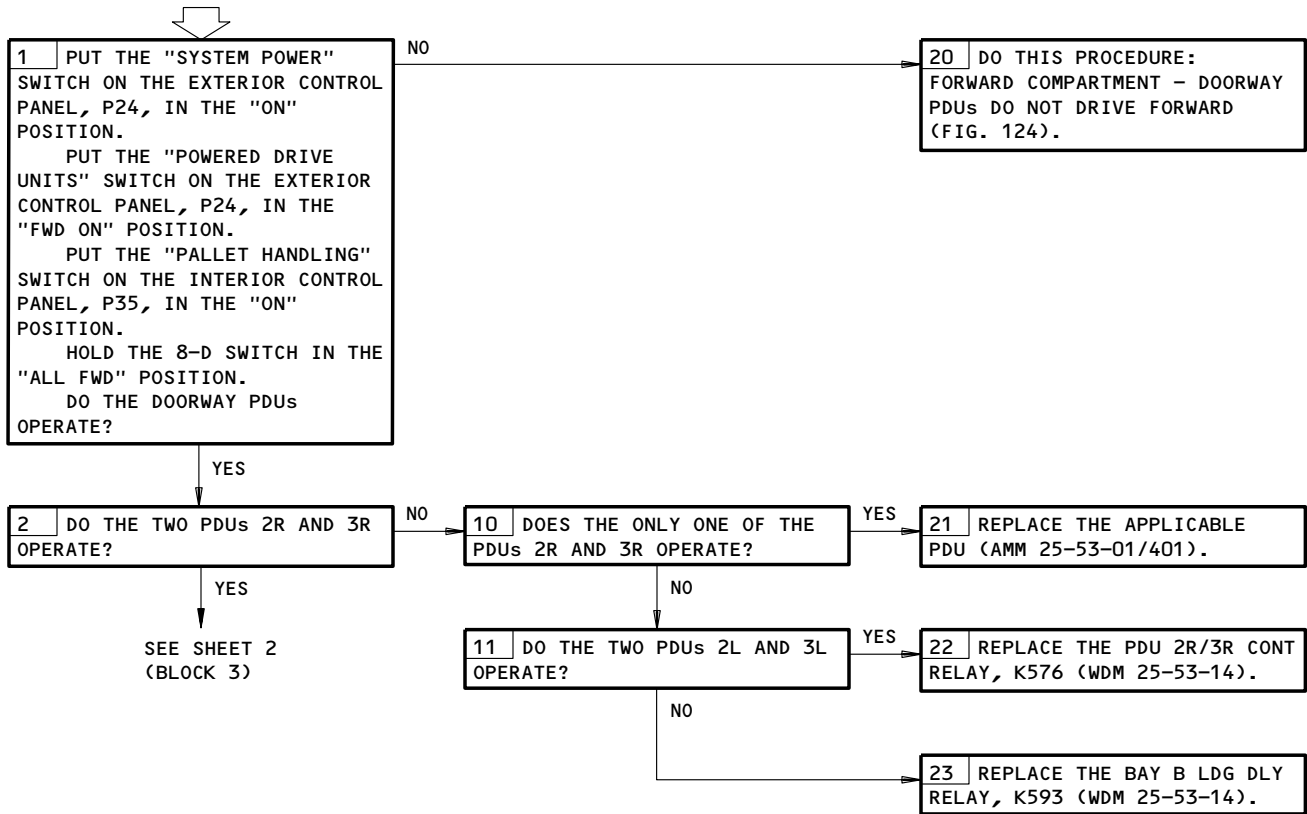 1 PUT THE "SYSTEM POWER"
SWITCH ON THE EXTERIOR CONTROL
PANEL, P24, IN THE "ON"
POSITION.
PUT THE "POWERED DRIVE
UNITS" SWITCH ON THE EXTERIOR
CONTROL PANEL, P24, IN THE
"FWD ON" POSITION.
PUT THE "PALLET HANDLING"
SWITCH ON THE INTERIOR CONTROL
PANEL, P35, IN THE "ON"
POSITION.
HOLD THE 8-D SWITCH IN THE
"ALL FWD" POSITION.
DO THE DOORWAY PDUs
OPERATE?
NO
20 DO THIS PROCEDURE:
FORWARD COMPARTMENT - DOORWAY
PDUs DO NOT DRIVE FORWARD
(FIG. 124).
YES
2 DO THE TWO PDUs 2R AND 3R
OPERATE?
NO
10 DOES THE ONLY ONE OF THE
PDUs 2R AND 3R OPERATE?
YES
21 REPLACE THE APPLICABLE
PDU (AMM 25-53-01/401).
YES
SEE SHEET 2
(BLOCK 3)
NO
11 DO THE TWO PDUs 2L AND 3L
OPERATE?
YES
22 REPLACE THE PDU 2R/3R CONT
RELAY, K576 (WDM 25-53-14).
NO
23 REPLACE THE BAY B LDG DLY
RELAY, K593 (WDM 25-53-14).